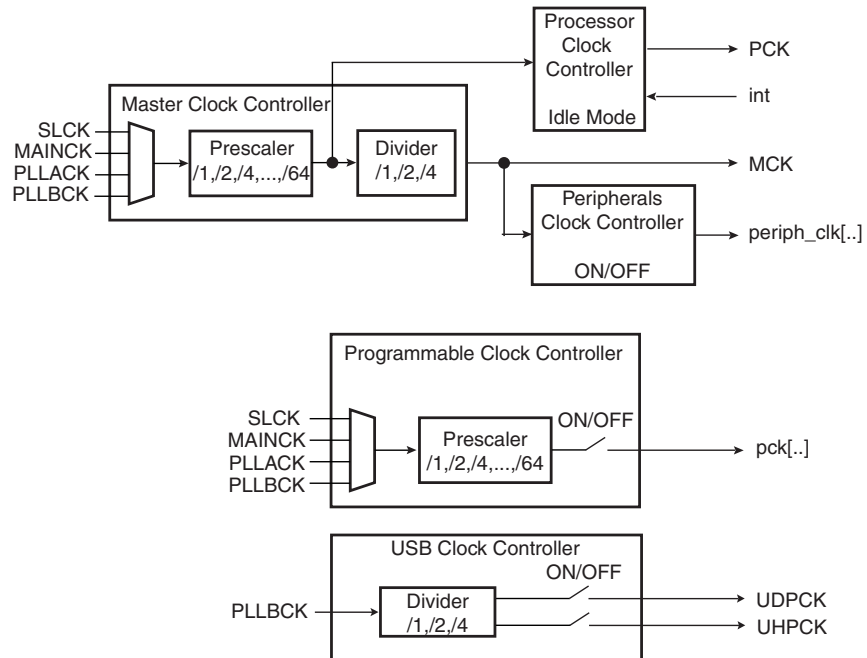 Processor
Clock
Controller
Idle Mode
PCK
int
Master Clock Controller
SLCK
MAINCK
PLLACK
PLLBCK
Prescaler
/1,/2,/4,...,/64
Divider
/1,/2,/4
MCK
Peripherals
Clock Controller
ON/OFF
periph_clk[..]
Programmable Clock Controller
SLCK
MAINCK
PLLACK
PLLBCK
Prescaler
/1,/2,/4,...,/64
ON/OFF
pck[..]
USB Clock Controller
ON/OFF
PLLBCK
Divider
/1,/2,/4
UDPCK
UHPCK